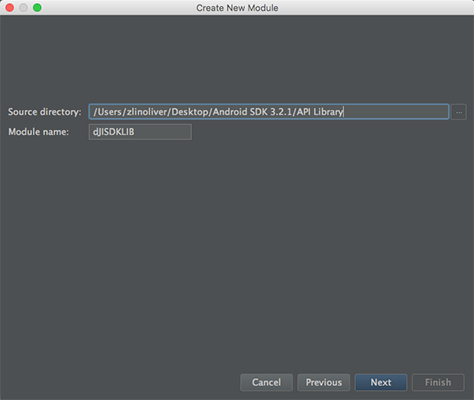 Create New Module
Source directory: /Users/zlinoliver/Desktop/Android SDK 3.2.1/API Library ...
Module name: dJISDKLIB
Cancel Previous Next Finish